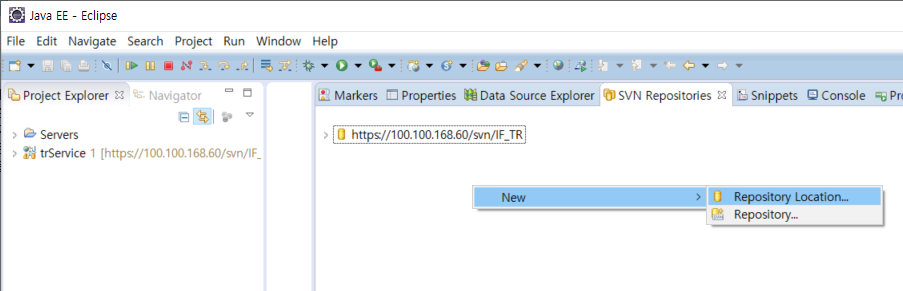 Java EE - Eclipse
File Edit Navigate Search Project Run Window Help
Project Explorer Navigator
Markers Properties Data Source Explorer SVN Repositories Snippets Console Pro
Servers
trService 1 [https://100.100.168.60/svn/IF_
https://100.100.168.60/svn/IF_TR
New
Repository Location...
Repository...